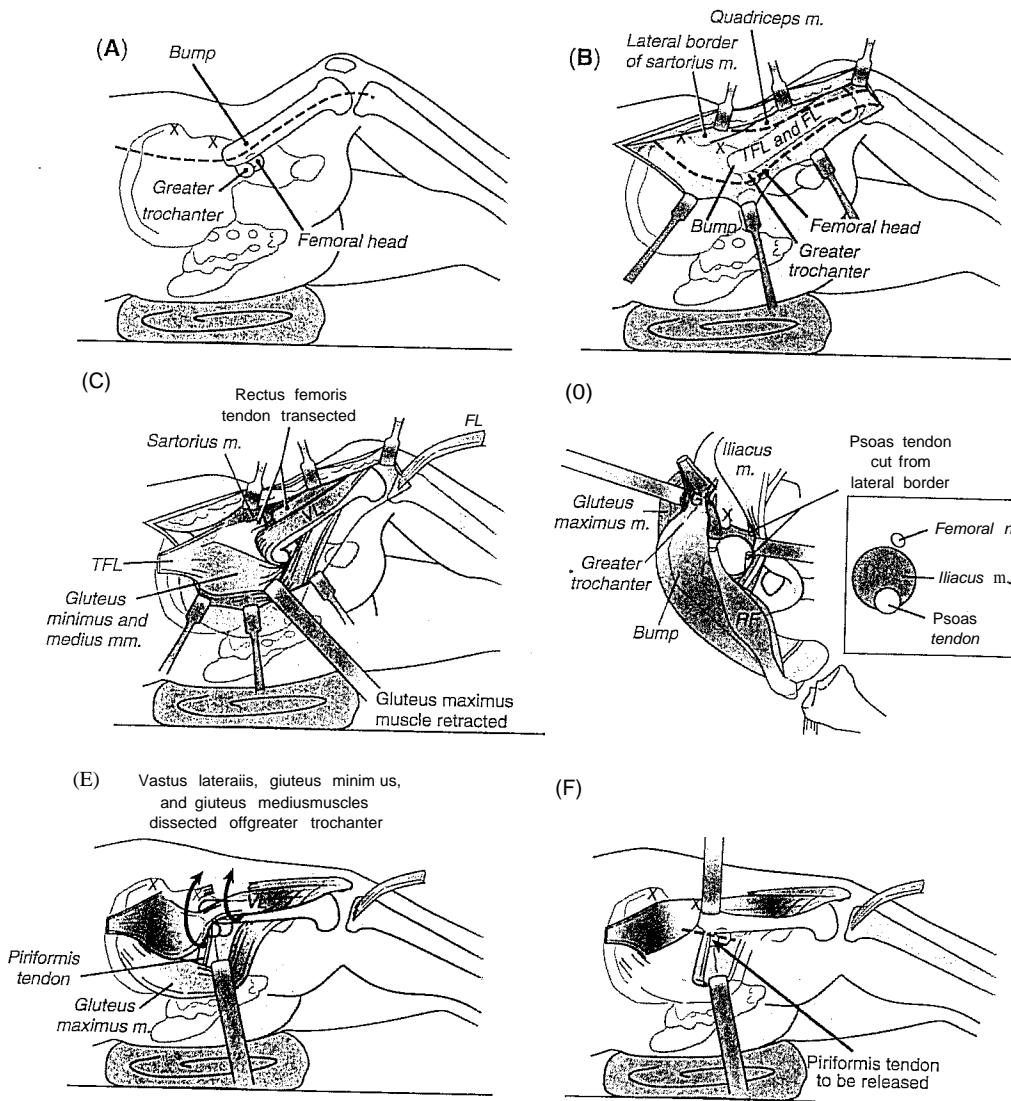 (A)
Bump
X
X
Greater
trochanter
Femoral head
Quadriceps m.
Lateral border
of sartorius m.
(B)
X
X
TFL and FL
Bump
Femoral head
Greater
trochanter
(C)
Rectus femoris
tendon transected
Sartorius m.
FL
VL
TFL
Gluteus
minimus and
medius mm.
Gluteus maximus
muscle retracted
(0)
Iliacus
m.
Psoas tendon
cut from
lateral border
Gluteus
maximus m.
G
X
Greater
trochanter
Bump
RF
Femoral n
Iliacus m.
Psoas
tendon
(E)
Vastus lateraiis, giuteus minim us,
and giuteus mediusmuscles
dissected offgreater trochanter
X
X
VL
Piriformis
tendon
Gluteus
maximus m.
(F)
X
X
Piriformis tendon
to be released